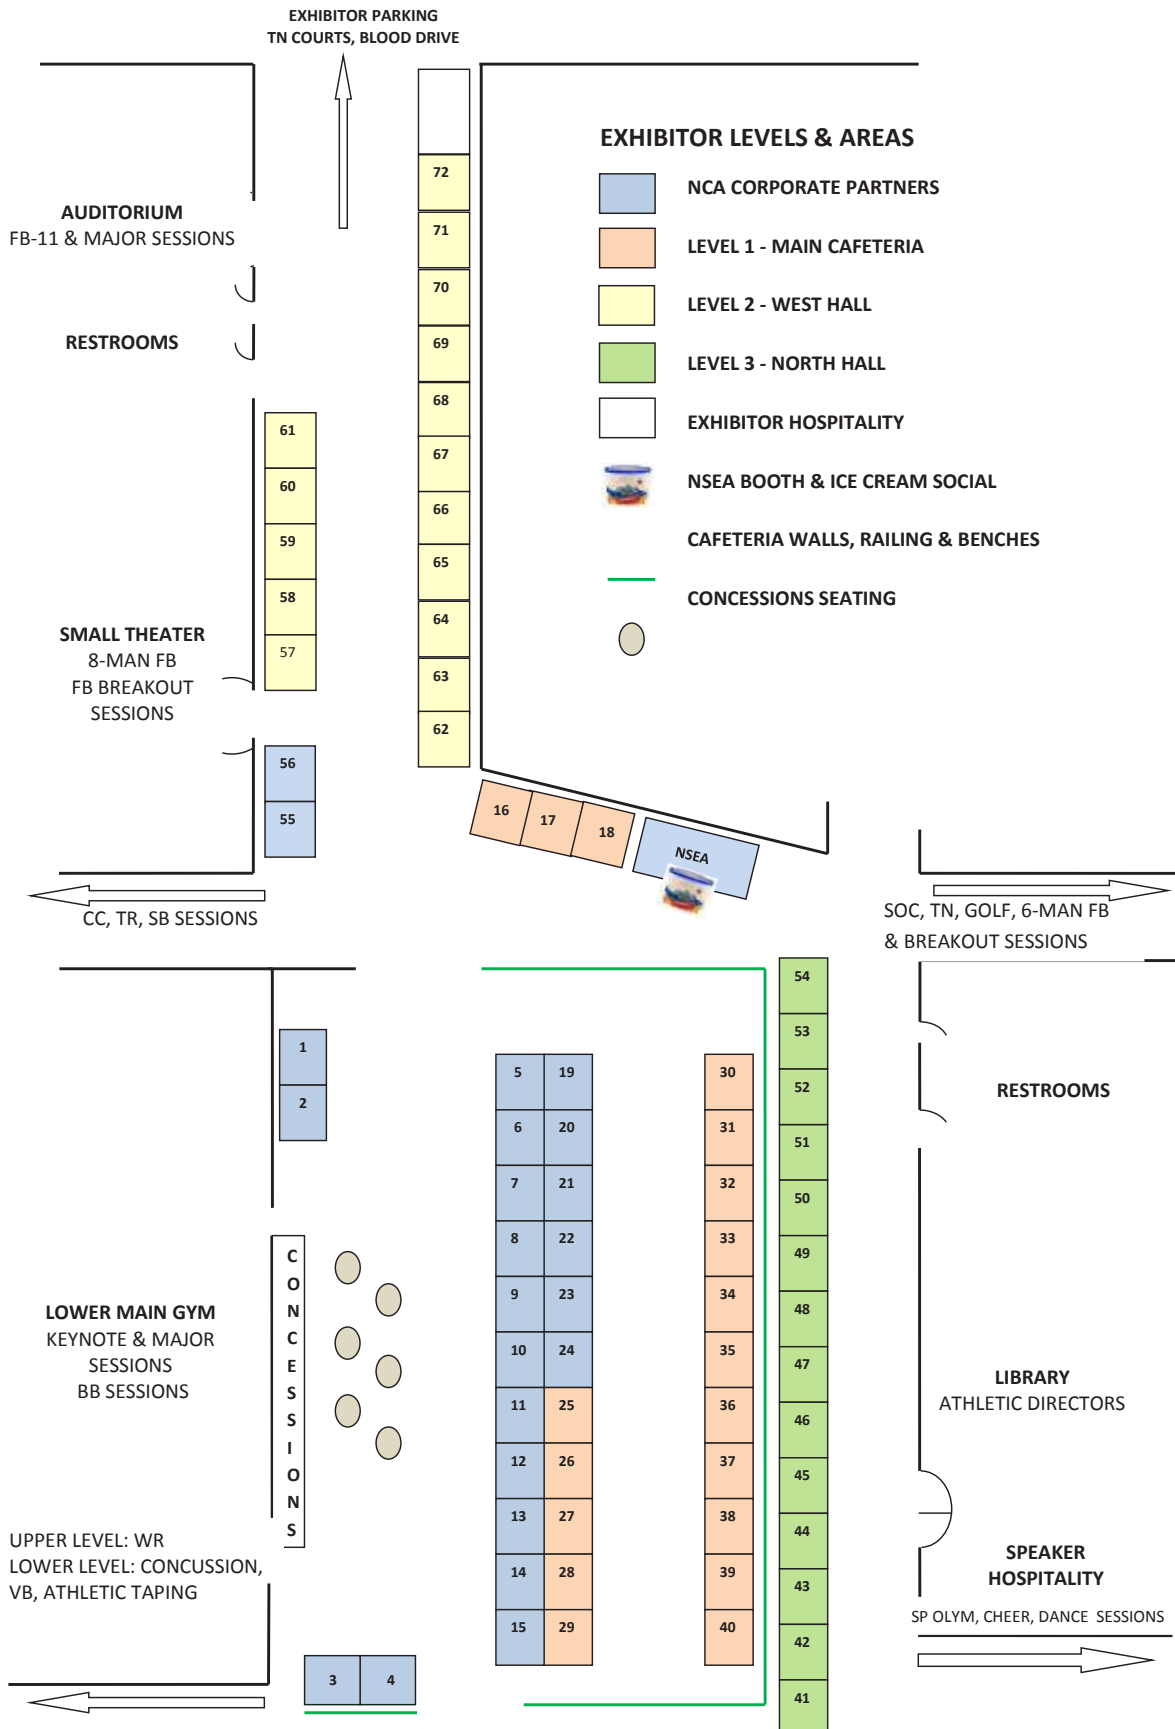 EXHIBITOR PARKING
TN COURTS, BLOOD DRIVE
EXHIBITOR LEVELS & AREAS
NCA CORPORATE PARTNERS
LEVEL 1 - MAIN CAFETERIA
LEVEL 2 - WEST HALL
LEVEL 3 - NORTH HALL
EXHIBITOR HOSPITALITY
NSEA BOOTH & ICE CREAM SOCIAL
CAFETERIA WALLS, RAILING & BENCHES
CONCESSIONS SEATING
AUDITORIUM
FB-11 & MAJOR SESSIONS
RESTROOMS
SMALL THEATER
8-MAN FB
FB BREAKOUT
SESSIONS
72
71
70
69
68
67
66
65
64
63
62
61
60
59
58
57
56
55
16
17
18
NSEA
CC, TR, SB SESSIONS
SOC, TN, GOLF, 6-MAN FB
& BREAKOUT SESSIONS
1
2
5 19
6 20
7 21
8 22
9 23
10 24
11 25
12 26
13 27
14 28
15 29
30
31
32
33
34
35
36
37
38
39
40
54
53
52
51
50
49
48
47
46
45
44
43
42
41
RESTROOMS
CONCESSIONS
LOWER MAIN GYM
KEYNOTE & MAJOR
SESSIONS
BB SESSIONS
LIBRARY
ATHLETIC DIRECTORS
UPPER LEVEL: WR
LOWER LEVEL: CONCUSSION,
VB, ATHLETIC TAPING
SPEAKER
HOSPITALITY
SP OLYM, CHEER, DANCE SESSIONS
3 4